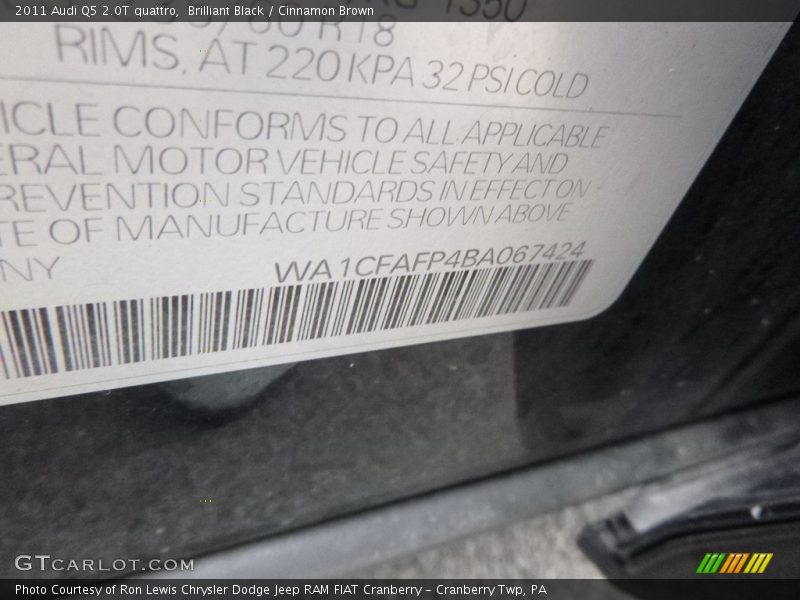 2011 Audi Q5 2.0T quattro, Brilliant Black / Cinnamon Brown
R18
RIMS, AT 220 KPA 32 PSI COLD
ICLE CONFORMS TO ALL APPLICABLE
ERAL MOTOR VEHICLE SAFETY AND
REVENTION STANDARDS IN EFFECT ON
TE OF MANUFACTURE SHOWN ABOVE
NY
WA1CFAFP4BA067424
GTCARLOT.COM
Photo Courtesy of Ron Lewis Chrysler Dodge Jeep RAM FIAT Cranberry – Cranberry Twp, PA